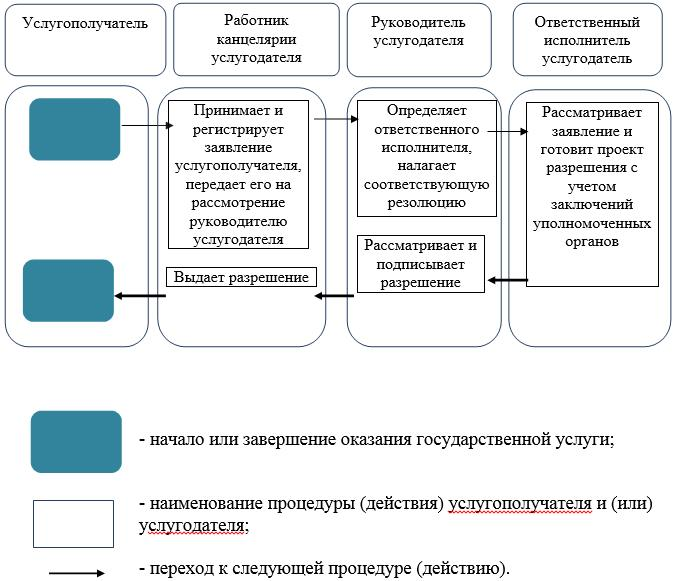 Услугополучатель
Работник
канцелярии
услугодателя
Руководитель
услугодателя
Ответственный
исполнитель
услугодатель
Принимает и
регистрирует
заявление
услугополучателя,
передает его на
рассмотрение
руководителю
услугодателя
Определяет
ответственного
исполнителя,
налагает
соответствующую
резолюцию
Рассматривает
заявление и
готовит проект
разрешения с
учетом
заключений
уполномоченных
органов
Выдает разрешение
Рассматривает и
подписывает
разрешение
- начало или завершение оказания государственной услуги;
- наименование процедуры (действия) услугополучателя и (или)
услугодателя;
- переход к следующей процедуре (действию).